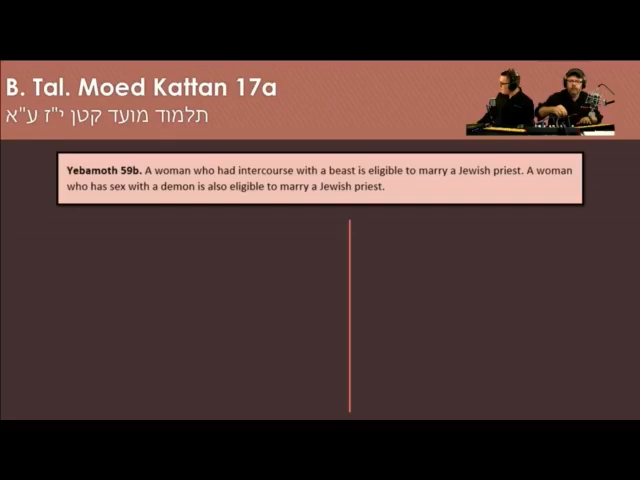 B. Tal. Moed Kattan 17a
תלמוד מועד קטן י"ז ע"א
Yebamoth 59b. A woman who had intercourse with a beast is eligible to marry a Jewish priest. A woman
who has sex with a demon is also eligible to marry a Jewish priest.